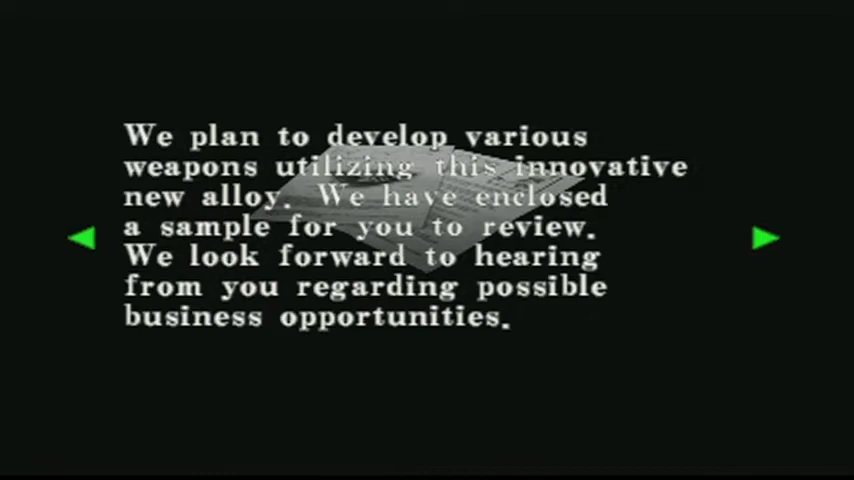 We plan to develop various
weapons utilizing this innovative
new alloy. We have enclosed
a sample for you to review.
We look forward to hearing
from you regarding possible
business opportunities.